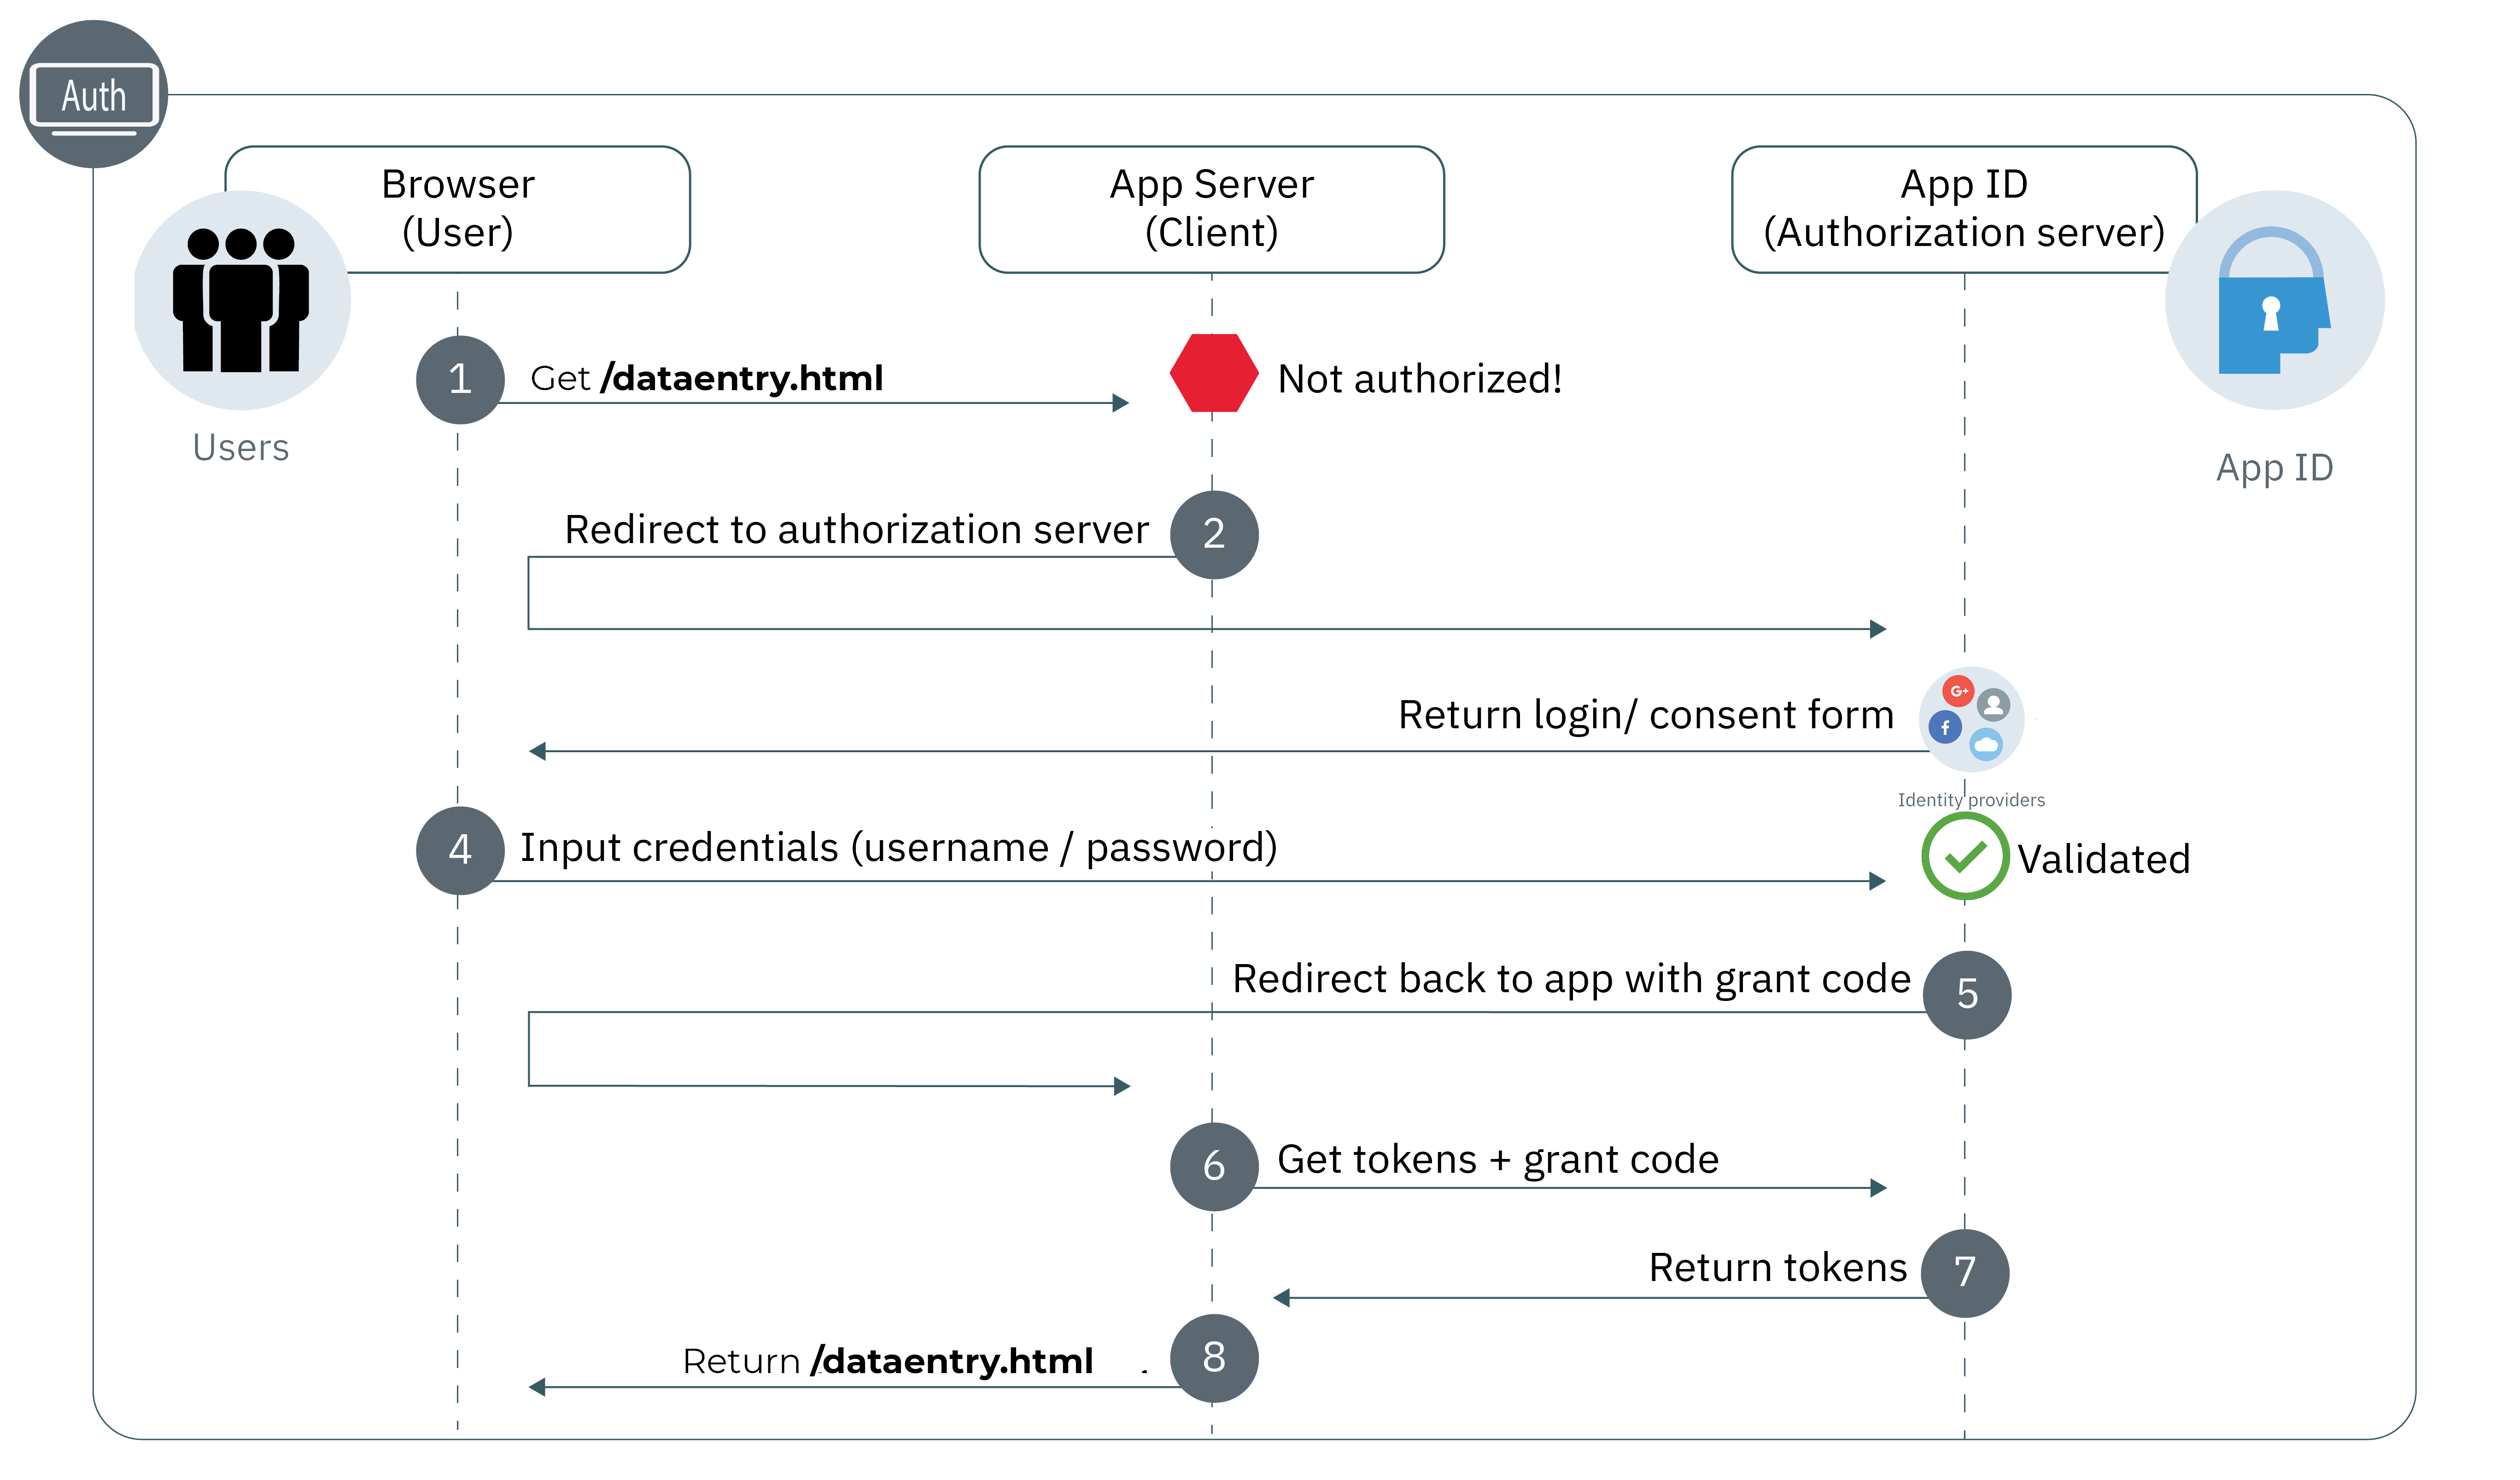 Auth
Browser
(User)
App Server
(Client)
App ID
(Authorization server)
Users
App ID
1
Get /dataentry.html
Not authorized!
Redirect to authorization server
2
Return login/ consent form
G+
f
Identity providers
4
Input credentials (username / password)
Validated
Redirect back to app with grant code
5
6
Get tokens + grant code
Return tokens
7
Return /dataentry.html
8